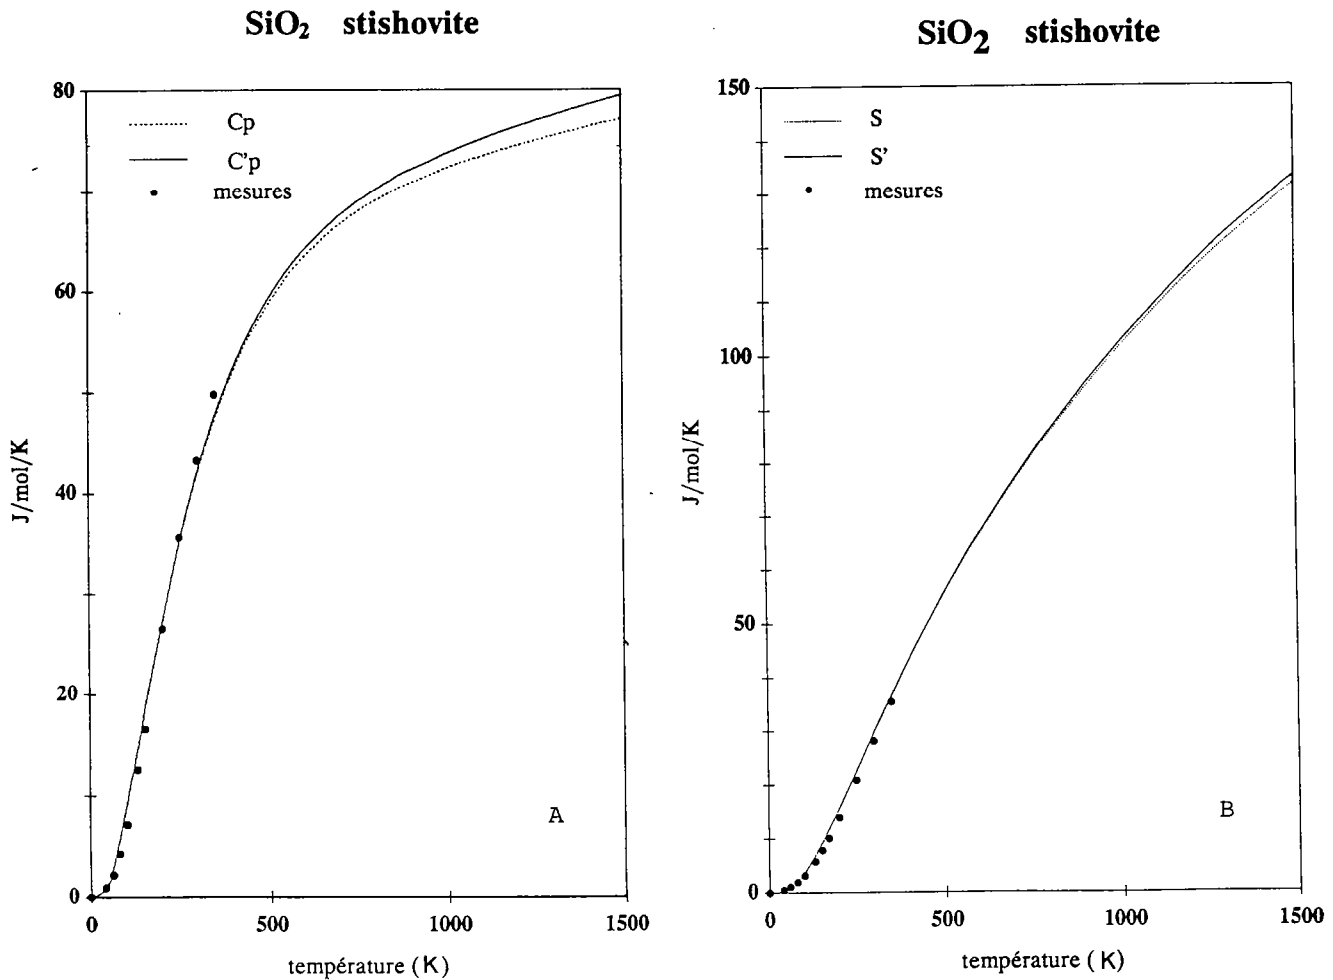 SiO2 stishovite
80
Cp
C'p
mesures
60
40
20
0
J/mol/K
A
0
500
1000
1500
température (K)
SiO2 stishovite
150
S
S'
mesures
100
50
0
J/mol/K
B
0
500
1000
1500
température (K)